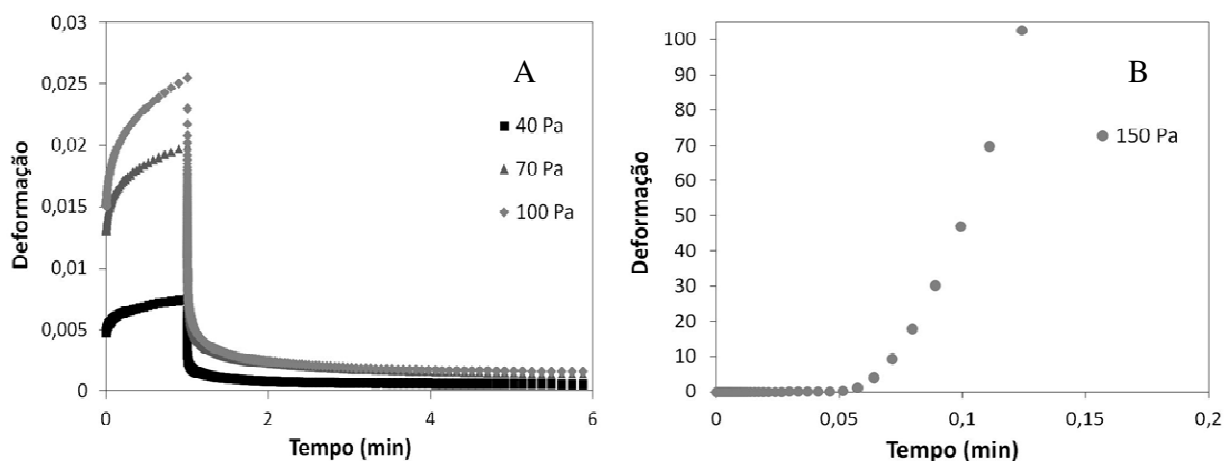 A
Deformação
0,03
0,025
0,02
0,015
0,01
0,005
0
40 Pa
70 Pa
100 Pa
0 2 4 6
Tempo (min)
B
Deformação
100
90
80
70
60
50
40
30
20
10
0
150 Pa
0 0,05 0,1 0,15 0,2
Tempo (min)